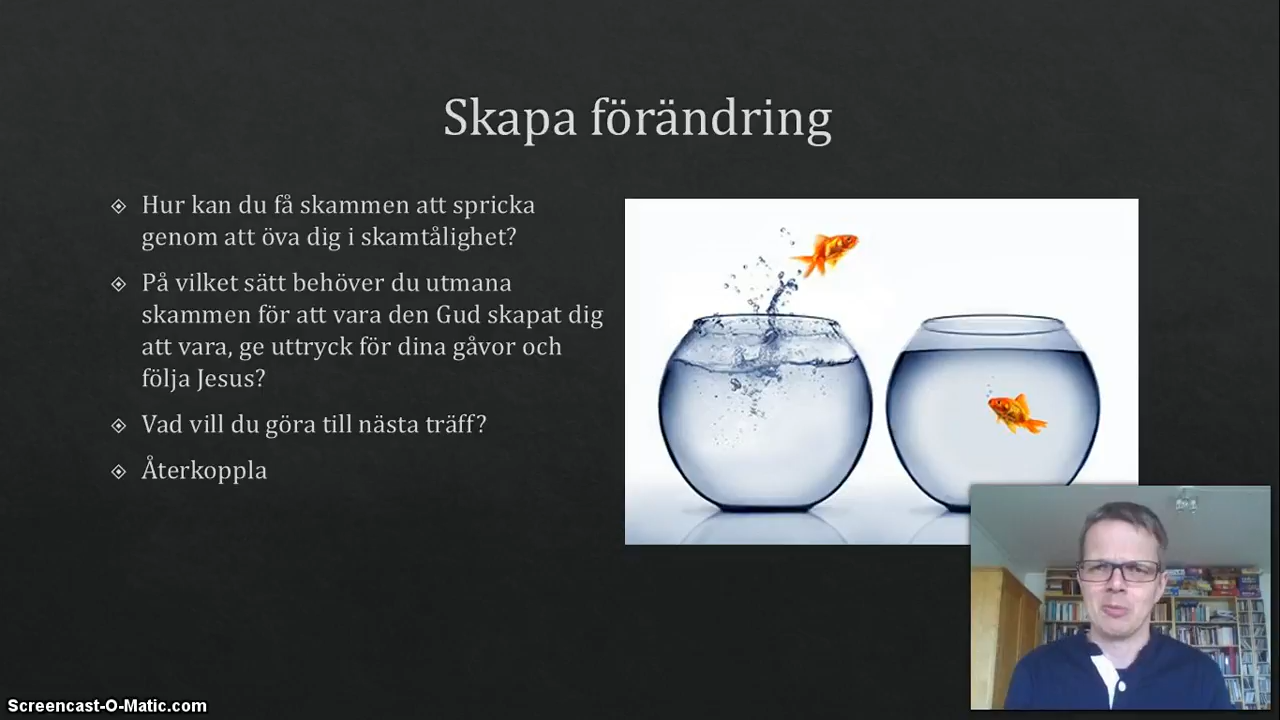 Skapa förändring
Hur kan du få skammen att spricka
genom att öva dig i skamtålighet?
På vilket sätt behöver du utmana
skammen för att vara den Gud skapat dig
att vara, ge uttryck för dina gåvor och
följa Jesus?
Vad vill du göra till nästa träff?
Återkoppla
Screencast-O-Matic.com